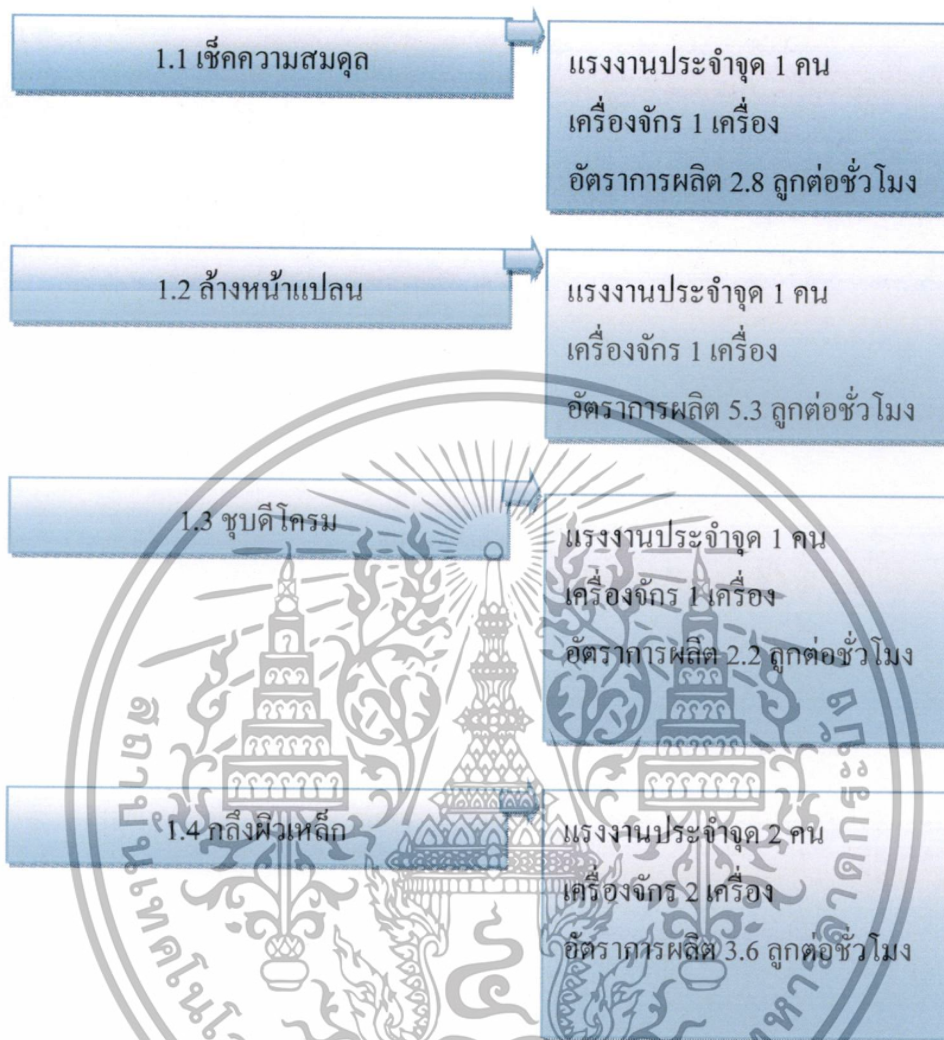 1.1 เช็คความสมดุล
แรงงานประจำจุด 1 คน
เครื่องจักร 1 เครื่อง
อัตราการผลิต 2.8 ลูกต่อชั่วโมง
1.2 ล้างหน้าแปลน
แรงงานประจำจุด 1 คน
เครื่องจักร 1 เครื่อง
อัตราการผลิต 5.3 ลูกต่อชั่วโมง
1.3 ชุบดีโครม
แรงงานประจำจุด 1 คน
เครื่องจักร 1 เครื่อง
อัตราการผลิต 2.2 ลูกต่อชั่วโมง
1.4 กลึงผิวเหล็ก
แรงงานประจำจุด 2 คน
เครื่องจักร 2 เครื่อง
อัตราการผลิต 3.6 ลูกต่อชั่วโมง